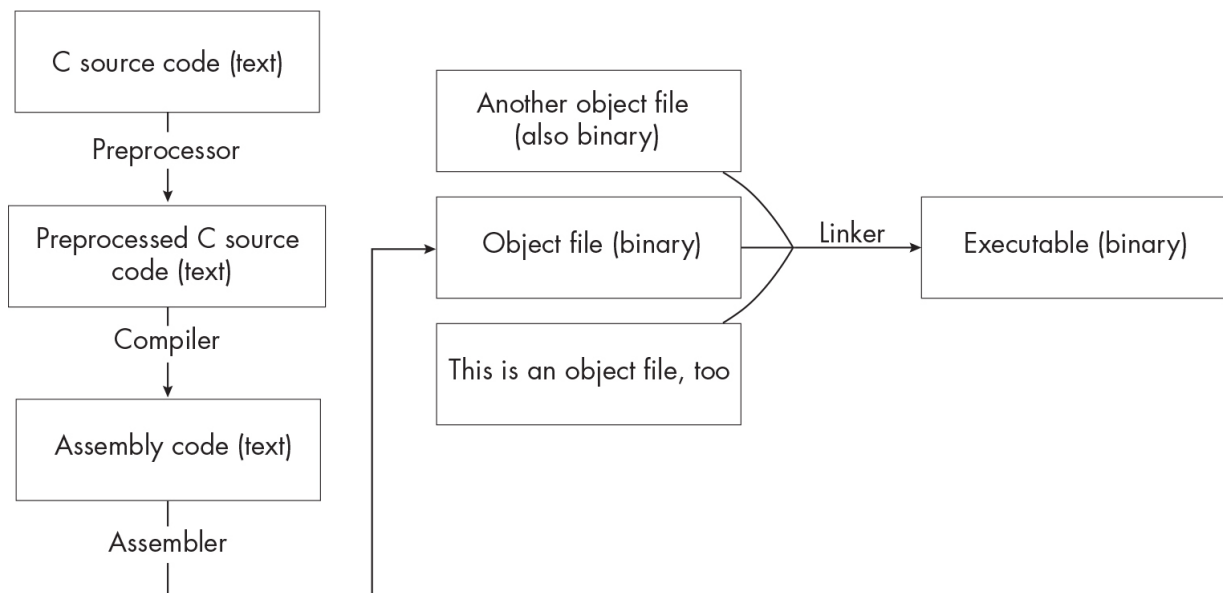 C source code (text)
Preprocessor
Preprocessed C source
code (text)
Compiler
Assembly code (text)
Assembler
Another object file
(also binary)
Object file (binary)
This is an object file, too
Linker
Executable (binary)